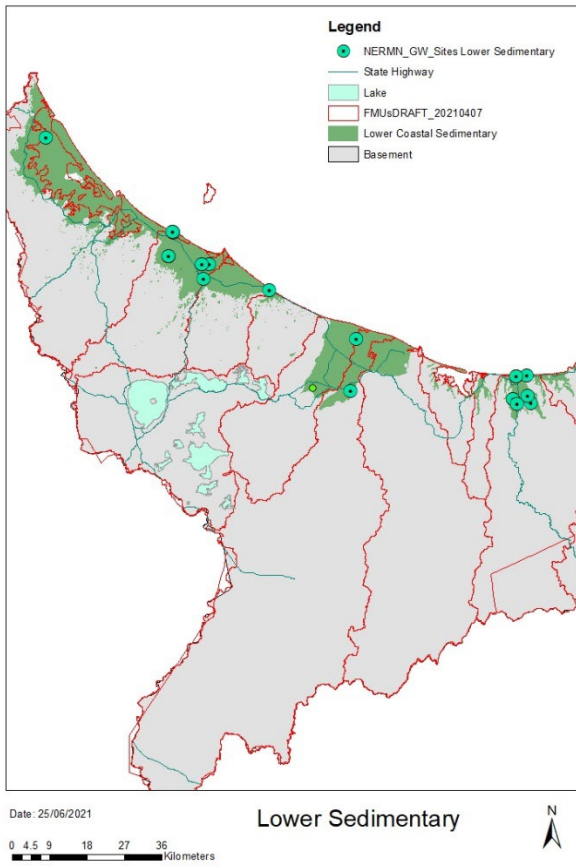 Legend
NERMN_GW_Sites Lower Sedimentary
State Highway
Lake
FMUsDRAFT_20210407
Lower Coastal Sedimentary
Basement
Date: 25/06/2021
Lower Sedimentary
N
0 4.5 9 18 27 36
Kilometers